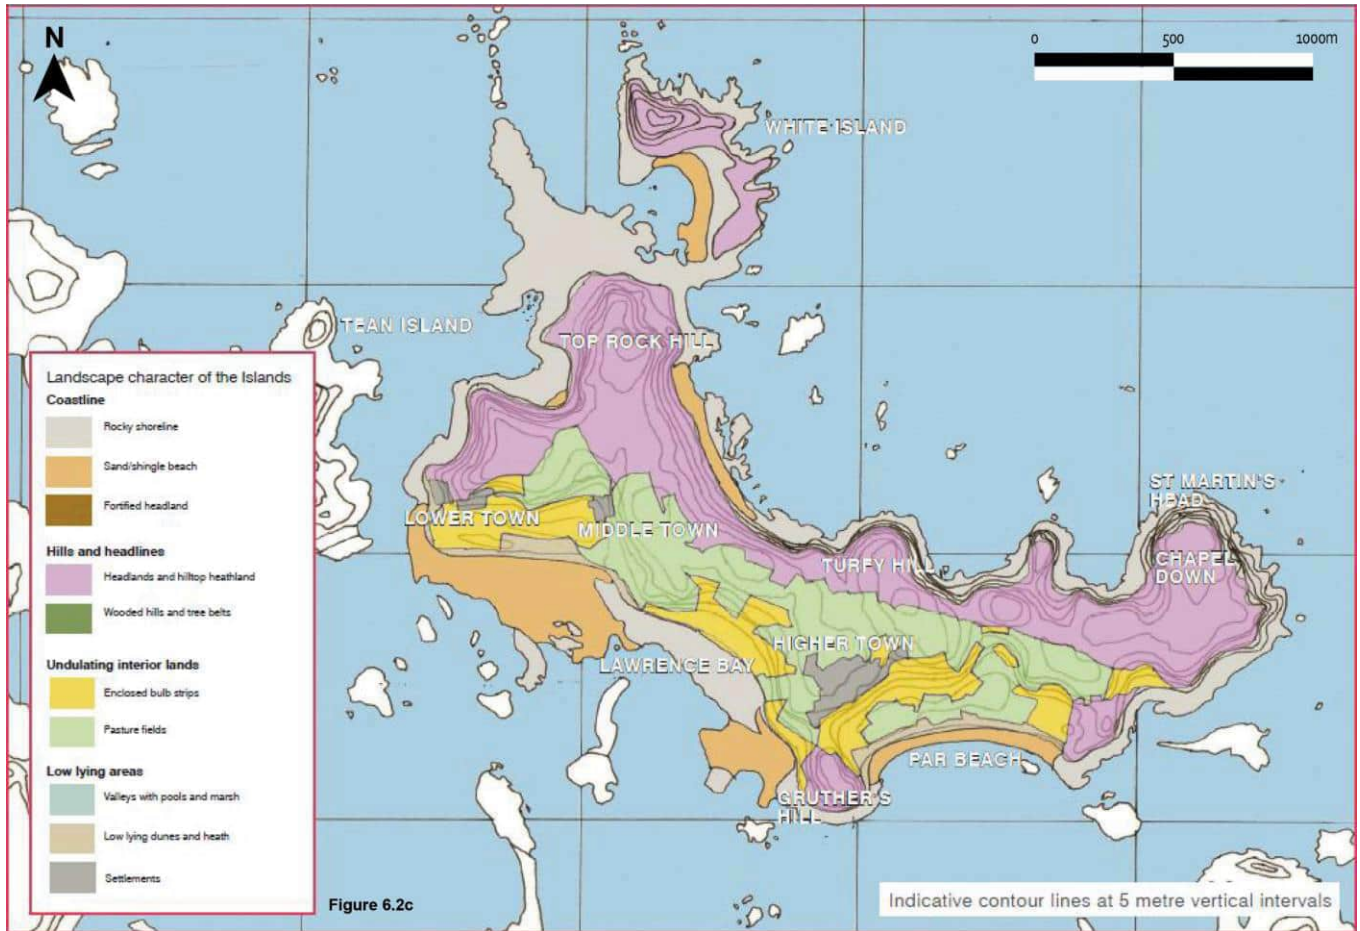 N
0 500 1000m
WHITE ISLAND
TEAN ISLAND
TOP ROCK HILL
Landscape character of the Islands
Coastline
Rocky shoreline
Sand/shingle beach
Fortified headland
Hills and headlines
Headlands and hilltop heathland
Wooded hills and tree belts
Undulating interior lands
Enclosed bulb strips
Pasture fields
Low lying areas
Valleys with pools and marsh
Low lying dunes and heath
Settlements
ST MARTIN'S
HEAD
LOWER TOWN
MIDDLE TOWN
TURFY HILL
CHAPEL
DOWN
HIGHER TOWN
LAWRENCE BAY
PAR BEACH
GRUTHER'S
HILL
Figure 6.2c
Indicative contour lines at 5 metre vertical intervals